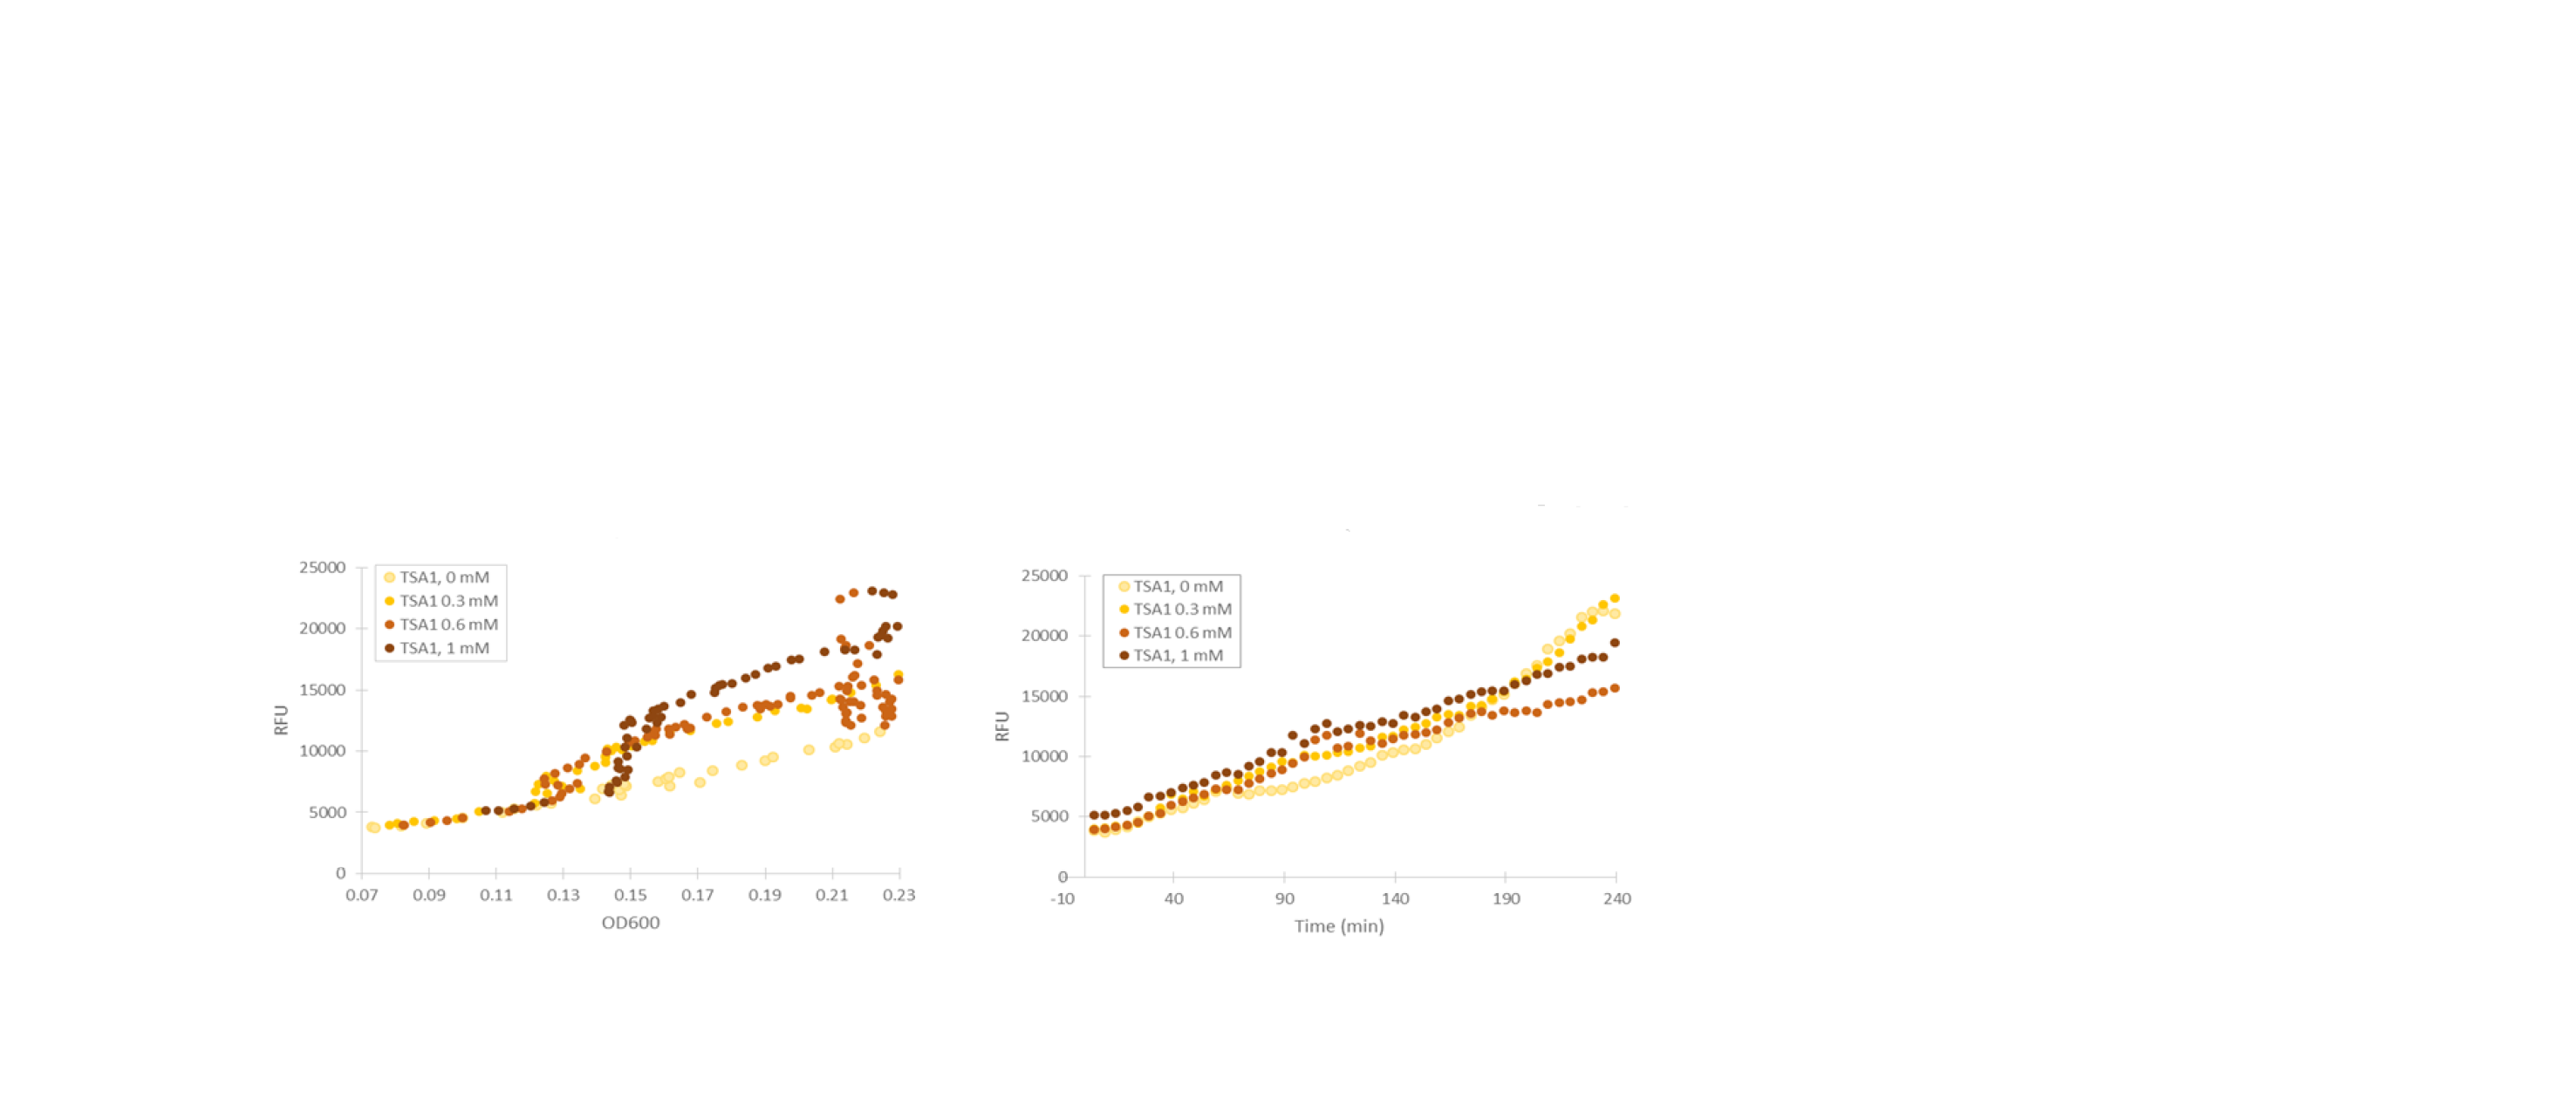 25000
20000
15000
10000
5000
0
RFU
TSA1, 0 mM
TSA1 0.3 mM
TSA1 0.6 mM
TSA1, 1 mM
0.07 0.09 0.11 0.13 0.15 0.17 0.19 0.21 0.23
OD600
25000
20000
15000
10000
5000
0
RFU
TSA1, 0 mM
TSA1 0.3 mM
TSA1 0.6 mM
TSA1, 1 mM
-10 40 90 140 190 240
Time (min)